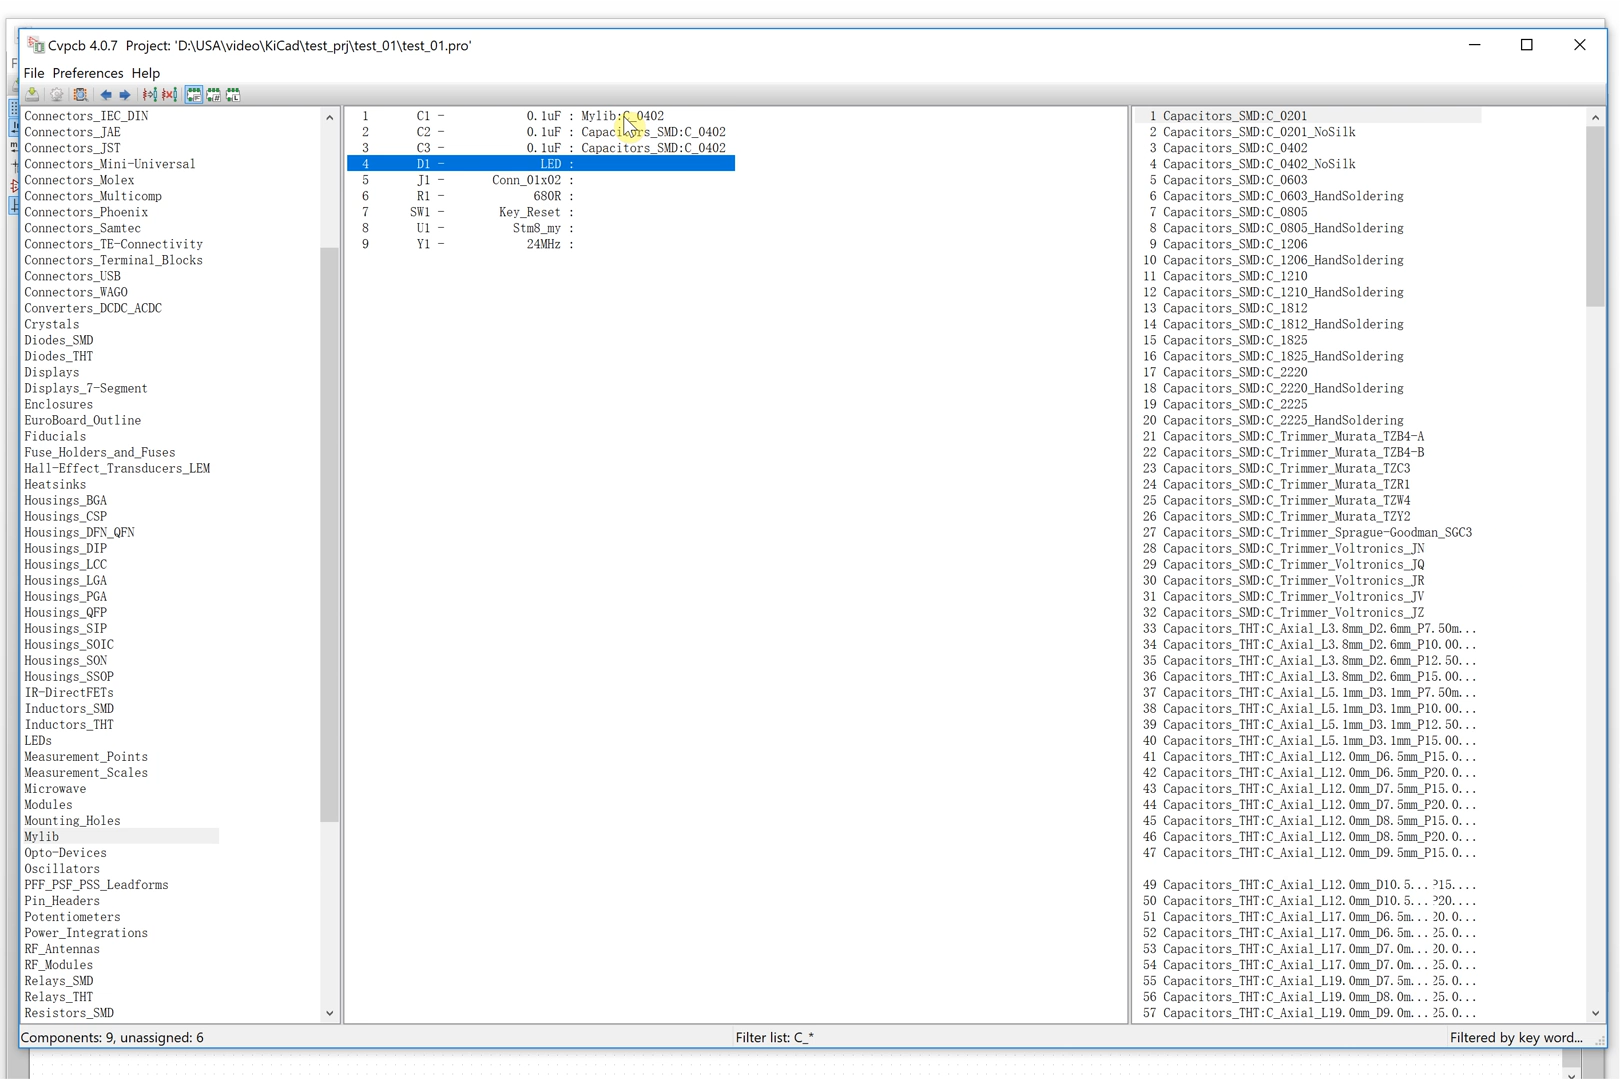 Cvpcb 4.0.7  Project: 'D:\USA\video\KiCad\test_prj\test_01\test_01.pro'
File  Preferences  Help
Connectors_IEC_DIN
Connectors_JAE
Connectors_JST
Connectors_Mini-Universal
Connectors_Molex
Connectors_Multicomp
Connectors_Phoenix
Connectors_Samtec
Connectors_TE-Connectivity
Connectors_Terminal_Blocks
Connectors_USB
Connectors_WAGO
Converters_DCDC_ACDC
Crystals
Diodes_SMD
Diodes_THT
Displays
Displays_7-Segment
Enclosures
EuroBoard_Outline
Fiducials
Fuse_Holders_and_Fuses
Hall-Effect_Transducers_LEM
Heatsinks
Housings_BGA
Housings_CSP
Housings_DFN_QFN
Housings_DIP
Housings_LCC
Housings_LGA
Housings_PGA
Housings_QFP
Housings_SIP
Housings_SOIC
Housings_SON
Housings_SSOP
IR-DirectFETs
Inductors_SMD
Inductors_THT
LEDs
Measurement_Points
Measurement_Scales
Microwave
Modules
Mounting_Holes
Mylib
Opto-Devices
Oscillators
PFF_PSF_PSS_Leadforms
Pin_Headers
Potentiometers
Power_Integrations
RF_Antennas
RF_Modules
Relays_SMD
Relays_THT
Resistors_SMD
1 C1 - 0.1uF : Mylib:C_0402
2 C2 - 0.1uF : Capacitors_SMD:C_0402
3 C3 - 0.1uF : Capacitors_SMD:C_0402
4 D1 - LED :
5 J1 - Conn_01x02 :
6 R1 - 680R :
7 SW1 - Key_Reset :
8 U1 - Stm8_my :
9 Y1 - 24MHz :
1 Capacitors_SMD:C_0201
2 Capacitors_SMD:C_0201_NoSilk
3 Capacitors_SMD:C_0402
4 Capacitors_SMD:C_0402_NoSilk
5 Capacitors_SMD:C_0603
6 Capacitors_SMD:C_0603_HandSoldering
7 Capacitors_SMD:C_0805
8 Capacitors_SMD:C_0805_HandSoldering
9 Capacitors_SMD:C_1206
10 Capacitors_SMD:C_1206_HandSoldering
11 Capacitors_SMD:C_1210
12 Capacitors_SMD:C_1210_HandSoldering
13 Capacitors_SMD:C_1812
14 Capacitors_SMD:C_1812_HandSoldering
15 Capacitors_SMD:C_1825
16 Capacitors_SMD:C_1825_HandSoldering
17 Capacitors_SMD:C_2220
18 Capacitors_SMD:C_2220_HandSoldering
19 Capacitors_SMD:C_2225
20 Capacitors_SMD:C_2225_HandSoldering
21 Capacitors_SMD:C_Trimmer_Murata_TZB4-A
22 Capacitors_SMD:C_Trimmer_Murata_TZB4-B
23 Capacitors_SMD:C_Trimmer_Murata_TZC3
24 Capacitors_SMD:C_Trimmer_Murata_TZR1
25 Capacitors_SMD:C_Trimmer_Murata_TZW4
26 Capacitors_SMD:C_Trimmer_Murata_TZY2
27 Capacitors_SMD:C_Trimmer_Sprague-Goodman_SGC3
28 Capacitors_SMD:C_Trimmer_Voltronics_JN
29 Capacitors_SMD:C_Trimmer_Voltronics_JQ
30 Capacitors_SMD:C_Trimmer_Voltronics_JR
31 Capacitors_SMD:C_Trimmer_Voltronics_JV
32 Capacitors_SMD:C_Trimmer_Voltronics_JZ
33 Capacitors_THT:C_Axial_L3.8mm_D2.6mm_P7.50m...
34 Capacitors_THT:C_Axial_L3.8mm_D2.6mm_P10.00...
35 Capacitors_THT:C_Axial_L3.8mm_D2.6mm_P12.50...
36 Capacitors_THT:C_Axial_L3.8mm_D2.6mm_P15.00...
37 Capacitors_THT:C_Axial_L5.1mm_D3.1mm_P7.50m...
38 Capacitors_THT:C_Axial_L5.1mm_D3.1mm_P10.00...
39 Capacitors_THT:C_Axial_L5.1mm_D3.1mm_P12.50...
40 Capacitors_THT:C_Axial_L5.1mm_D3.1mm_P15.00...
41 Capacitors_THT:C_Axial_L12.0mm_D6.5mm_P15.0...
42 Capacitors_THT:C_Axial_L12.0mm_D6.5mm_P20.0...
43 Capacitors_THT:C_Axial_L12.0mm_D7.5mm_P15.0...
44 Capacitors_THT:C_Axial_L12.0mm_D7.5mm_P20.0...
45 Capacitors_THT:C_Axial_L12.0mm_D8.5mm_P15.0...
46 Capacitors_THT:C_Axial_L12.0mm_D8.5mm_P20.0...
47 Capacitors_THT:C_Axial_L12.0mm_D9.5mm_P15.0...
49 Capacitors_THT:C_Axial_L12.0mm_D10.5... P15....
50 Capacitors_THT:C_Axial_L12.0mm_D10.5... P20....
51 Capacitors_THT:C_Axial_L17.0mm_D6.5m... 20.0...
52 Capacitors_THT:C_Axial_L17.0mm_D6.5m... 25.0...
53 Capacitors_THT:C_Axial_L17.0mm_D7.0m... 20.0...
54 Capacitors_THT:C_Axial_L17.0mm_D7.0m... 25.0...
55 Capacitors_THT:C_Axial_L19.0mm_D7.5m... 25.0...
56 Capacitors_THT:C_Axial_L19.0mm_D8.0m... 25.0...
57 Capacitors_THT:C_Axial_L19.0mm_D9.0m... 25.0...
Components: 9, unassigned: 6
Filter list: C_*
Filtered by key word...